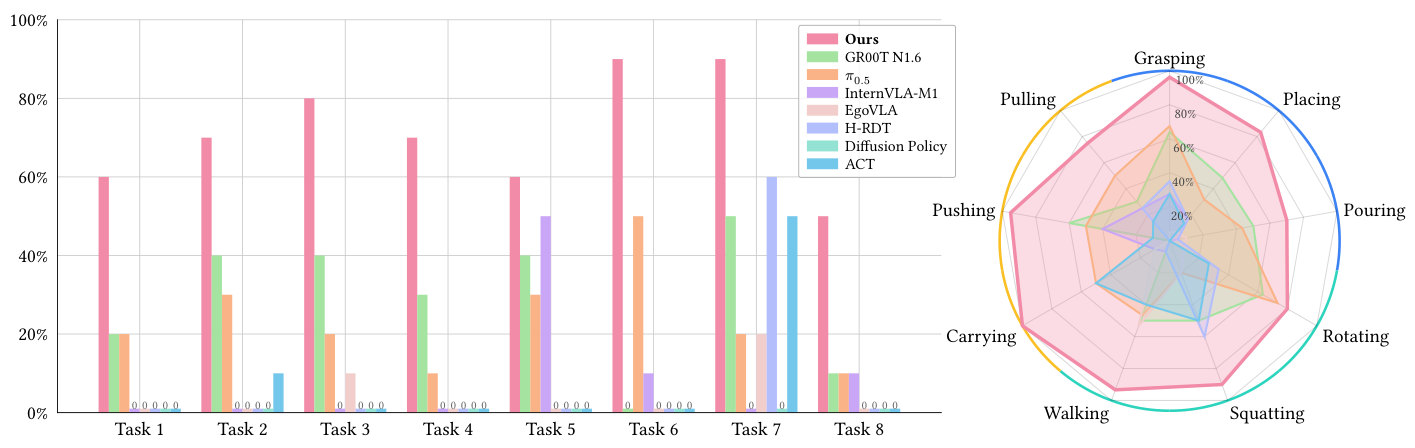 100%
80%
60%
40%
20%
0%
0 0 0 0 0
0 0 0 0
0 0 0 0
0 0 0 0 0
0 0 0 0
0 0 0 0 0
0 0
0 0 0 0
Task 1
Task 2
Task 3
Task 4
Task 5
Task 6
Task 7
Task 8
Ours
GR00T N1.6
π0.5
InternVLA-M1
EgoVLA
H-RDT
Diffusion Policy
ACT
Grasping
Placing
Pouring
Rotating
Squatting
Walking
Carrying
Pushing
Pulling
100%
80%
60%
40%
20%